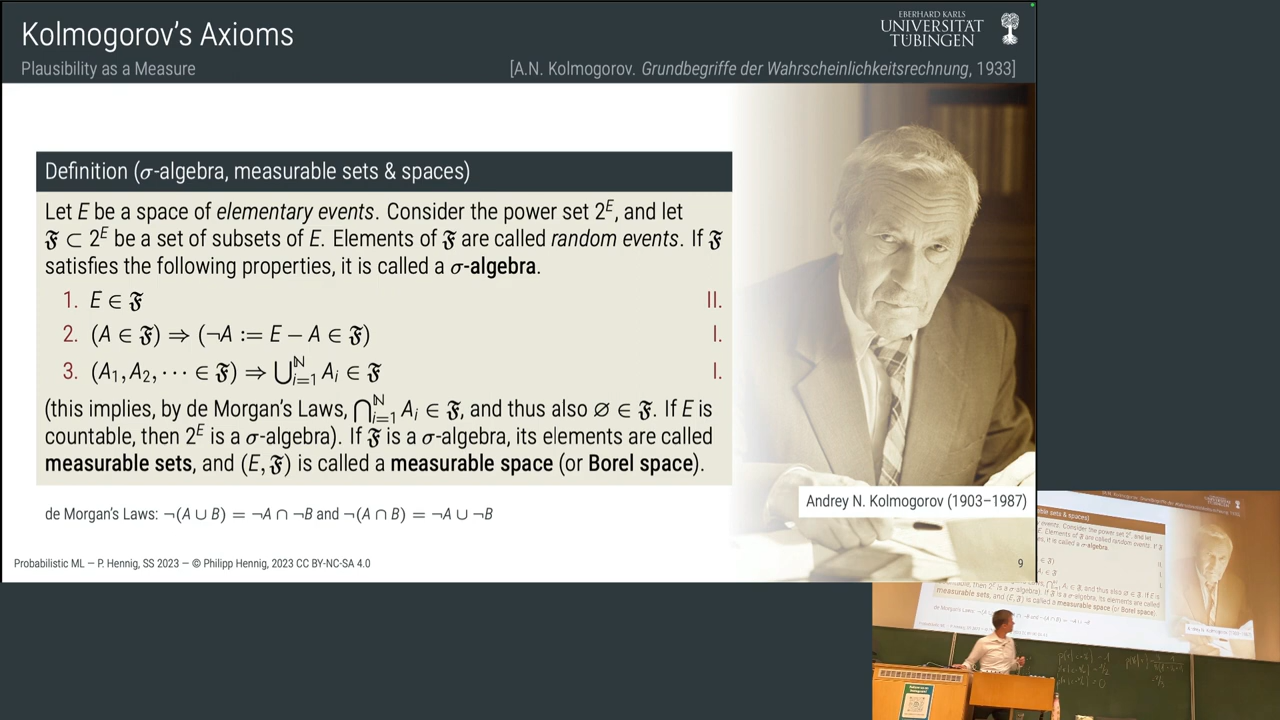 Kolmogorov's Axioms
Plausibility as a Measure
[A.N. Kolmogorov. Grundbegriffe der Wahrscheinlichkeitsrechnung, 1933]
EBERHARD KARLS
UNIVERSITÄT
TÜBINGEN
Definition (σ-algebra, measurable sets & spaces)
Let E be a space of elementary events. Consider the power set 2^E, and let
𝔉 ⊂ 2^E be a set of subsets of E. Elements of 𝔉 are called random events. If 𝔉
satisfies the following properties, it is called a σ-algebra.
1. E ∈ 𝔉 II.
2. (A ∈ 𝔉) ⇒ (¬A := E − A ∈ 𝔉) I.
3. (A₁, A₂, ··· ∈ 𝔉) ⇒ ⋃_{i=1}^ℕ A_i ∈ 𝔉 I.
(this implies, by de Morgan's Laws, ⋂_{i=1}^ℕ A_i ∈ 𝔉, and thus also ∅ ∈ 𝔉. If E is
countable, then 2^E is a σ-algebra). If 𝔉 is a σ-algebra, its elements are called
measurable sets, and (E, 𝔉) is called a measurable space (or Borel space).
de Morgan's Laws: ¬(A ∪ B) = ¬A ∩ ¬B and ¬(A ∩ B) = ¬A ∪ ¬B
Andrey N. Kolmogorov (1903–1987)
Probabilistic ML — P. Hennig, SS 2023 — © Philipp Hennig, 2023 CC BY-NC-SA 4.0
9